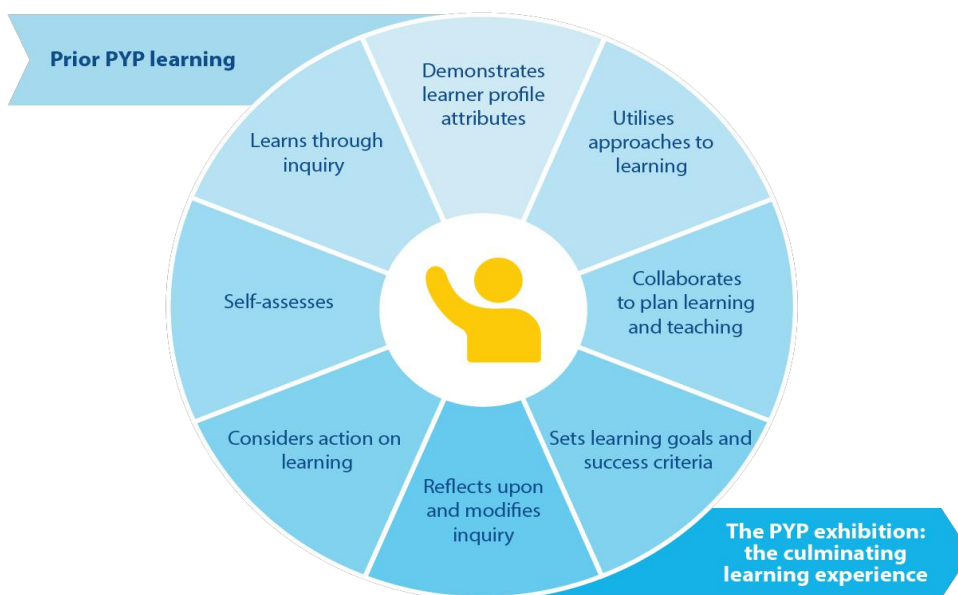 Prior PYP learning
Demonstrates
learner profile
attributes
Utilises
approaches to
learning
Collaborates
to plan learning
and teaching
Sets learning goals and
success criteria
Reflects upon
and modifies
inquiry
Considers action on
learning
Self-assesses
Learns through
inquiry
The PYP exhibition:
the culminating
learning experience